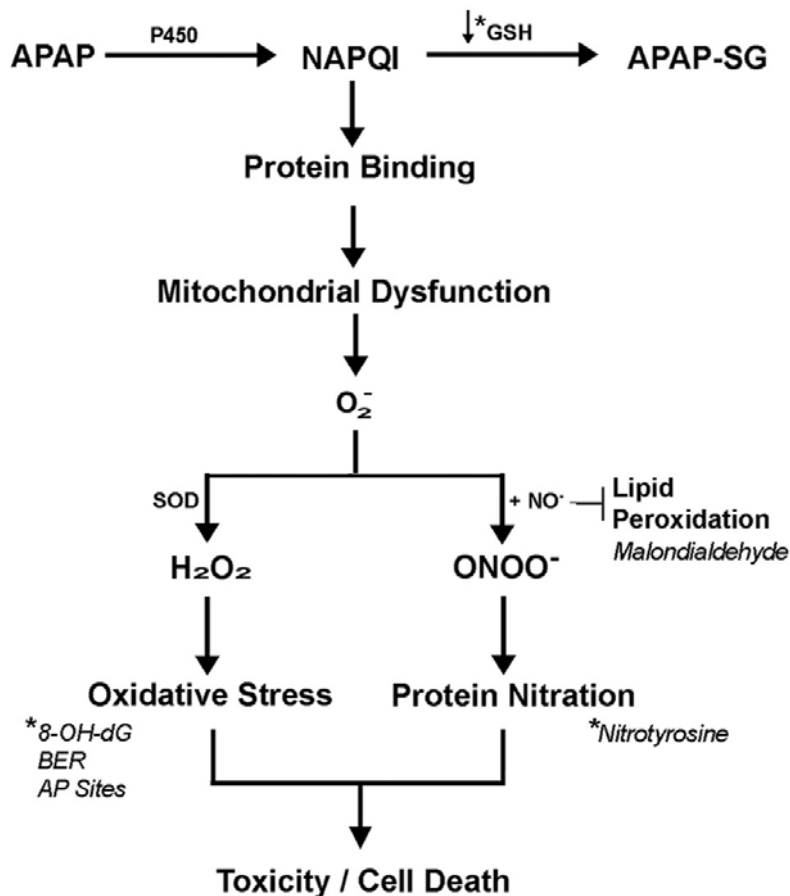 P450
↓*GSH
APAP NAPQI APAP-SG
Protein Binding
Mitochondrial Dysfunction
O₂⁻
SOD
+ NO⁻
Lipid
Peroxidation
Malondialdehyde
H₂O₂
ONOO⁻
Oxidative Stress
Protein Nitration
*8-OH-dG
BER
AP Sites
*Nitrotyrosine
Toxicity / Cell Death